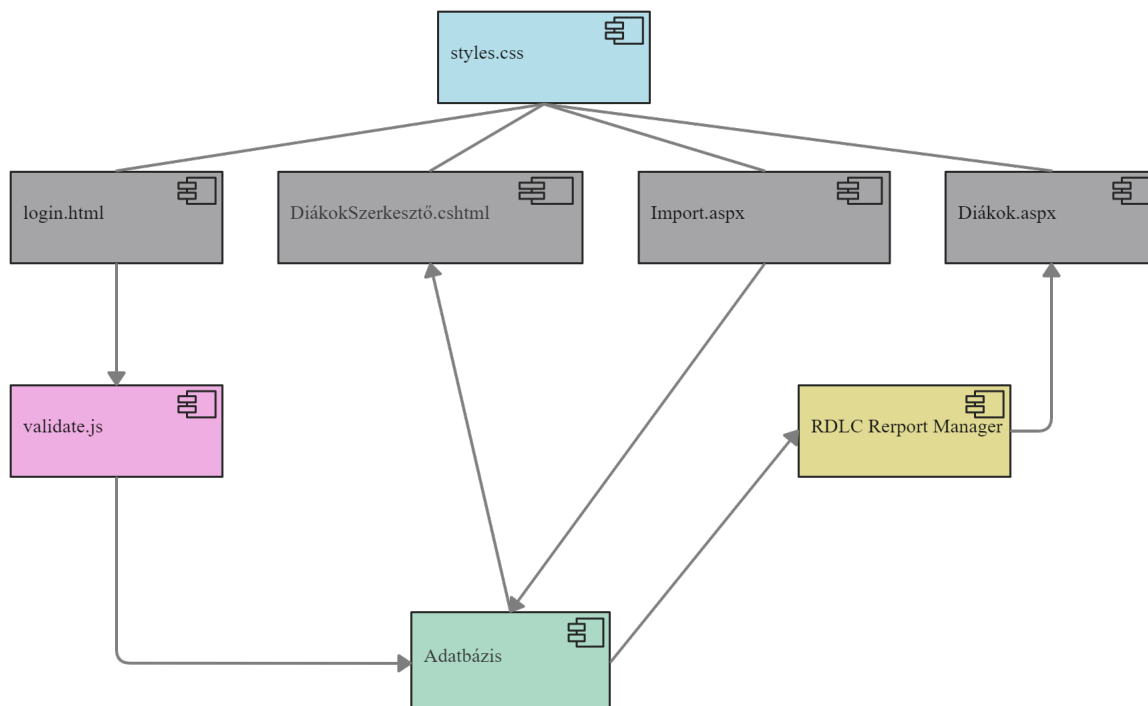 styles.css
login.html
DiákokSzerkesztő.cshtml
Import.aspx
Diákok.aspx
validate.js
RDLC Rerport Manager
Adatbázis